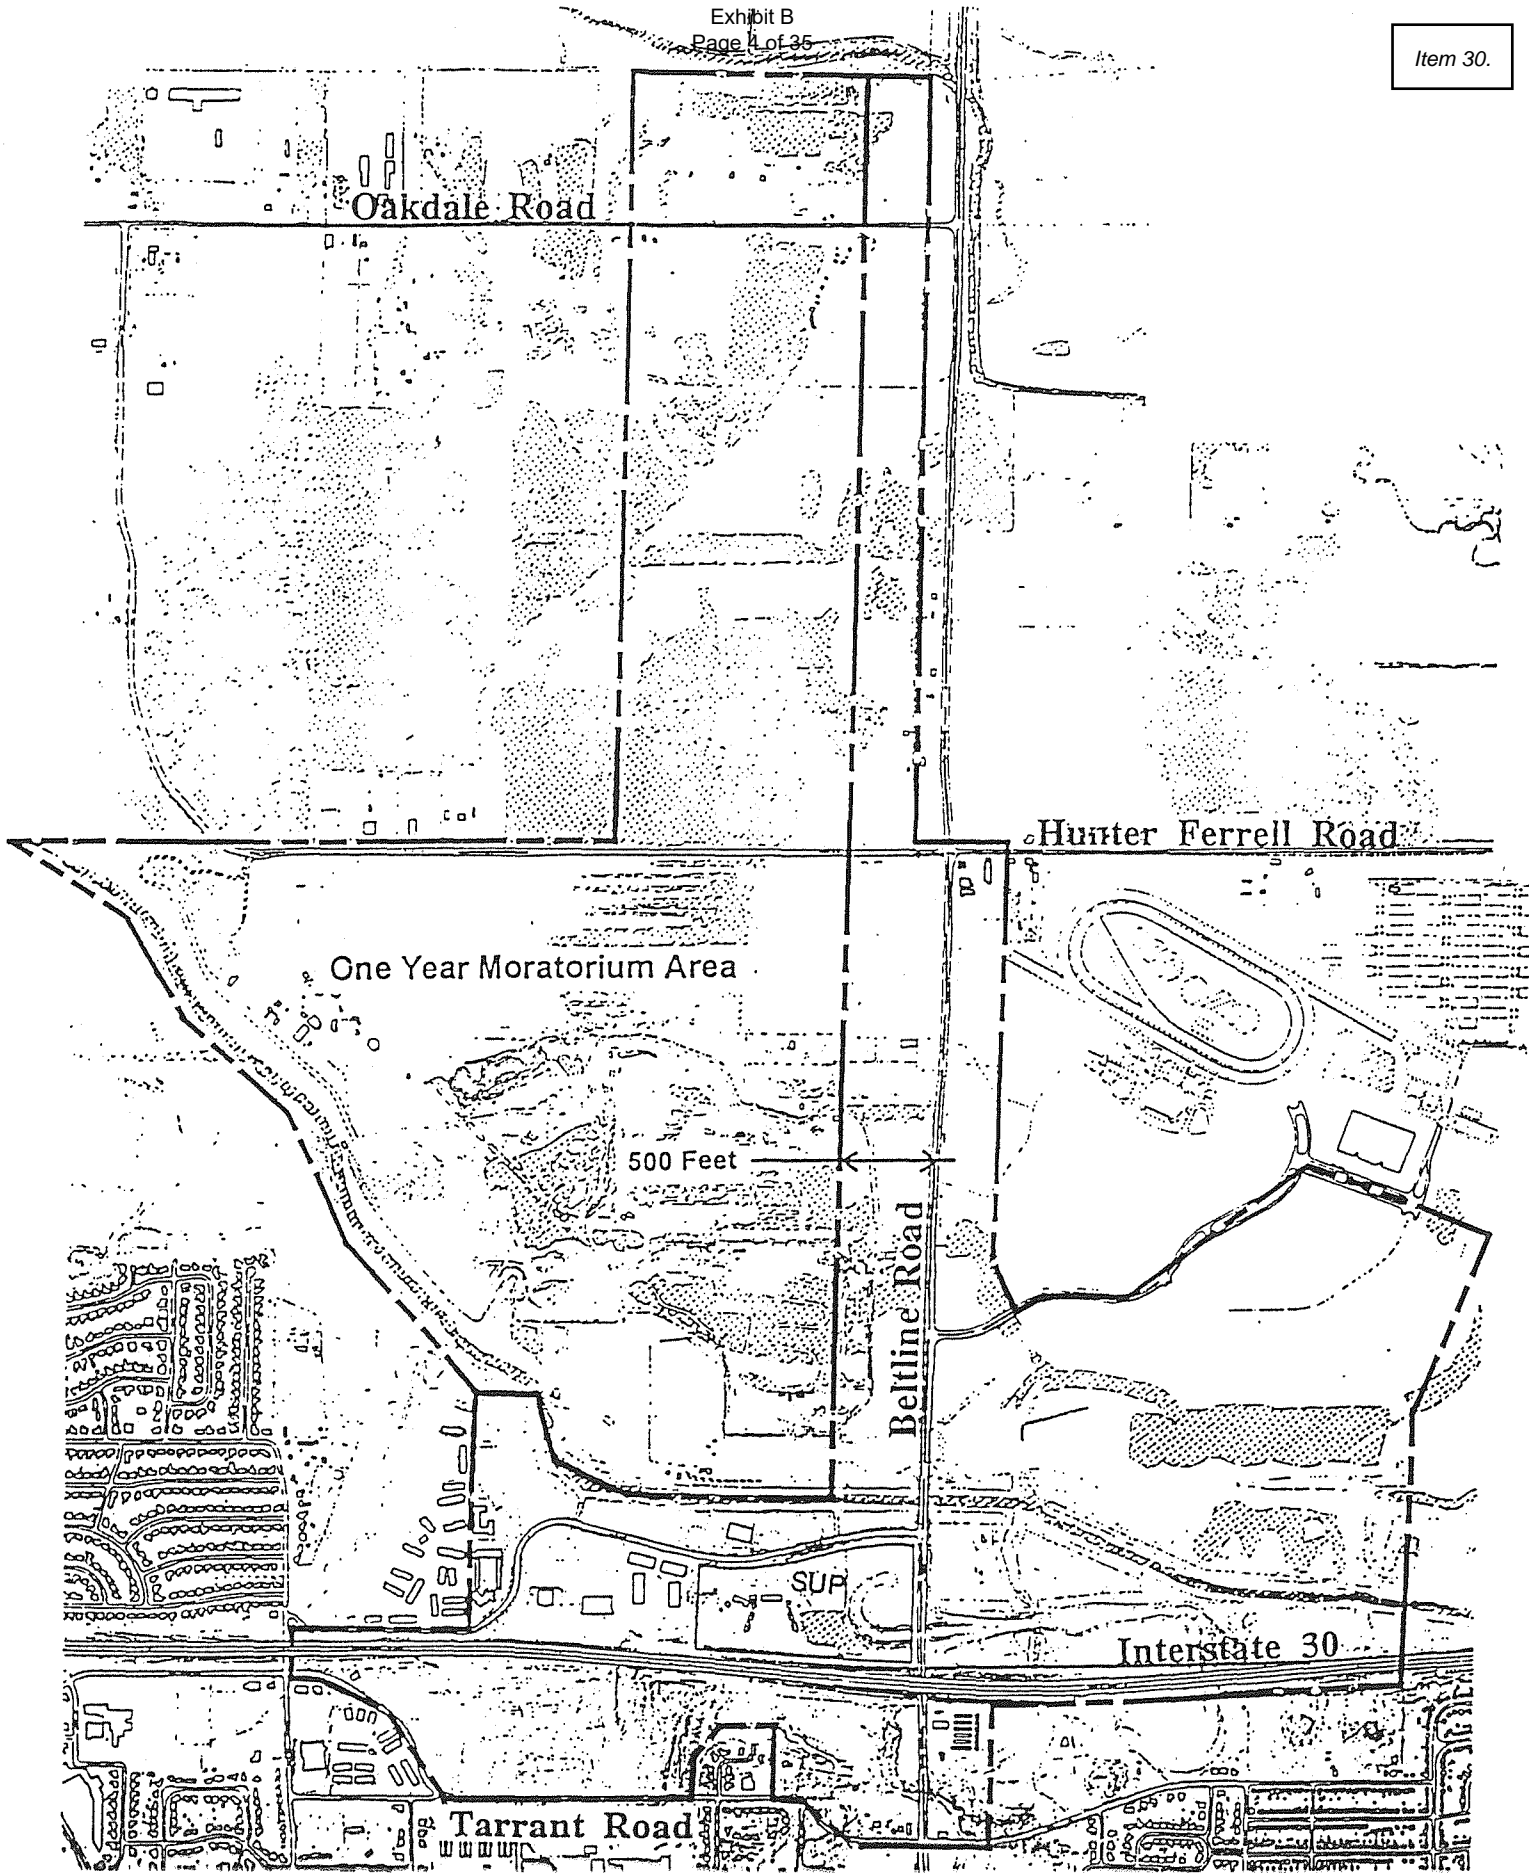 Exhibit B
Page 4 of 35
Item 30.
Oakdale Road
Hunter Ferrell Road
One Year Moratorium Area
500 Feet
Beltline Road
SUP
Interstate 30
Tarrant Road